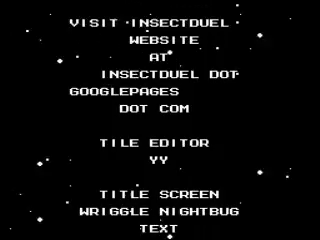 VISIT INSECTDUEL
WEBSITE
AT
INSECTDUEL DOT
GOOGLEPAGES
DOT COM
TILE EDITOR
YY
TITLE SCREEN
WRIGGLE NIGHTBUG
TEXT